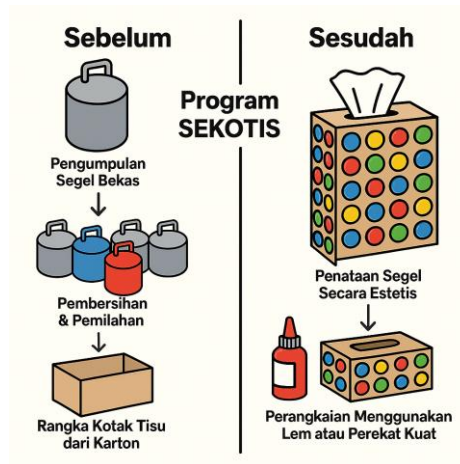 Sebelum
Pengumpulan
Segel Bekas
Pembersihan
& Pemilahan
Rangka Kotak Tisu
dari Karton
Program
SEKOTIS
Sesudah
Penataan Segel
Secara Estetis
Perangkaian Menggunakan
Lem atau Perekat Kuat